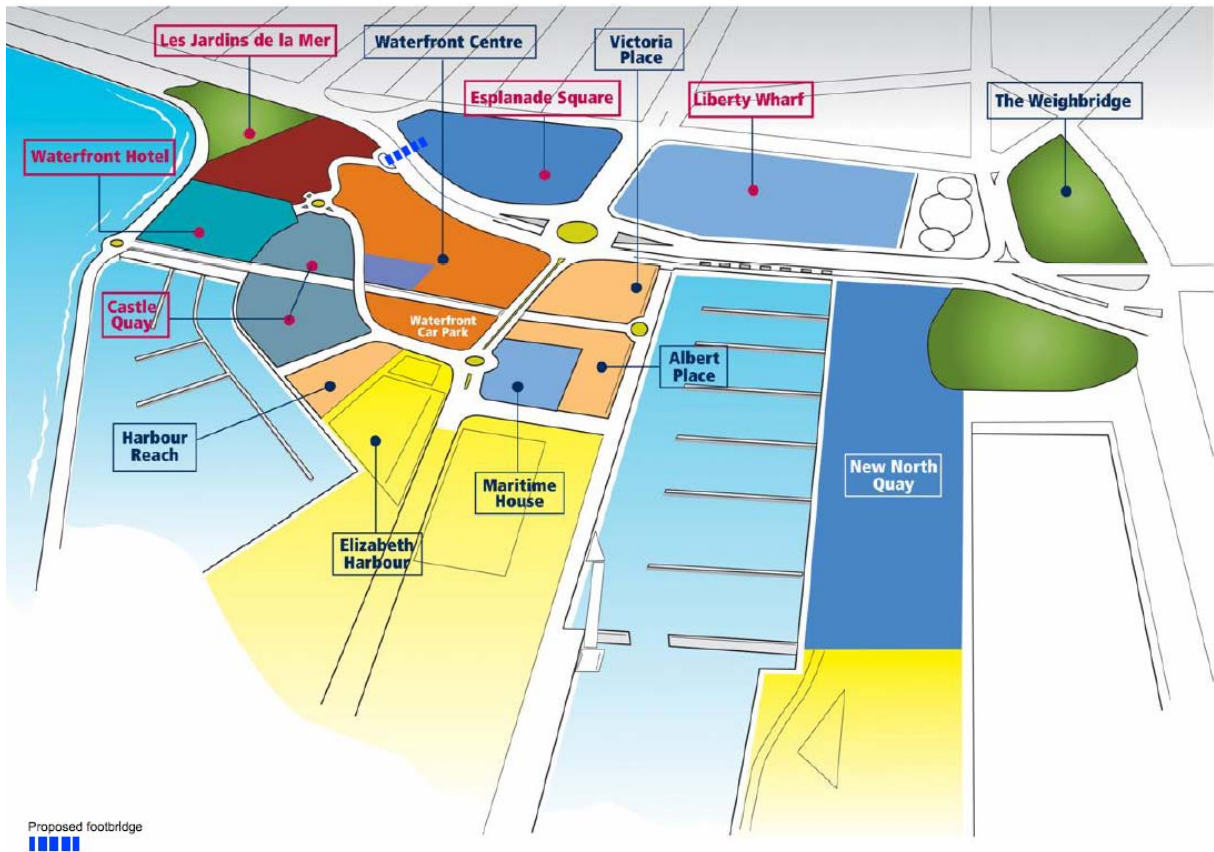 Les Jardins de la Mer
Waterfront Centre
Victoria
Place
Esplanade Square
Liberty Wharf
The Weighbridge
Waterfront Hotel
Castle
Quay
Waterfront
Car Park
Albert
Place
Harbour
Reach
Maritime
House
New North
Quay
Elizabeth
Harbour
Proposed footbridge